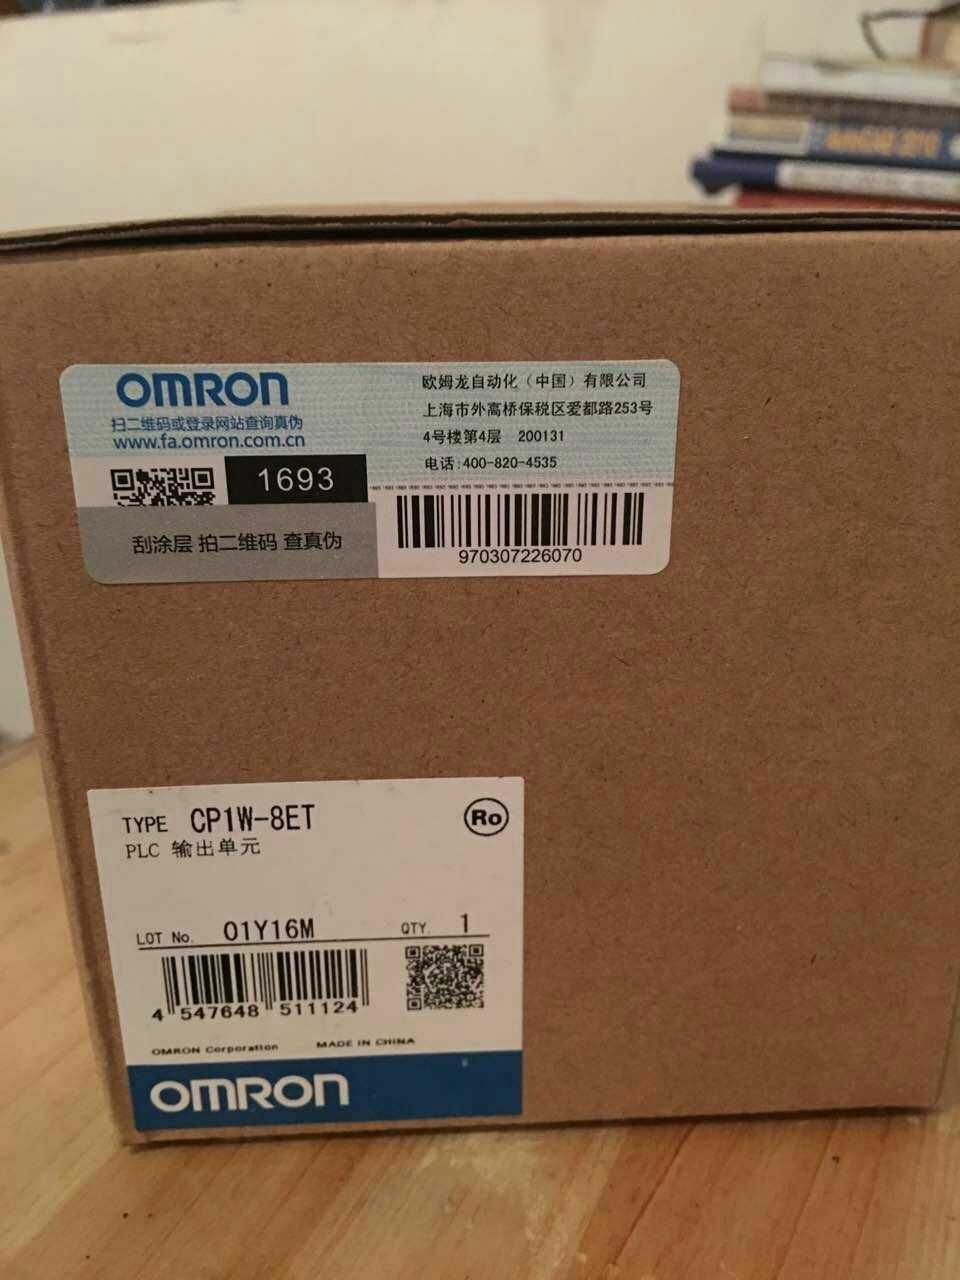 OMRON
扫二维码或登录网站查询真伪
www.fa.omron.com.cn
1693
刮涂层 拍二维码 查真伪
欧姆龙自动化（中国）有限公司
上海市外高桥保税区爱都路253号
4号楼第4层 200131
电话:400-820-4535
970307226070
TYPE CP1W-8ET
Ro
PLC 输出单元
LOT No. 01Y16M
QTY. 1
4 547648 511124
OMRON Corporation MADE IN CHINA
OMRON